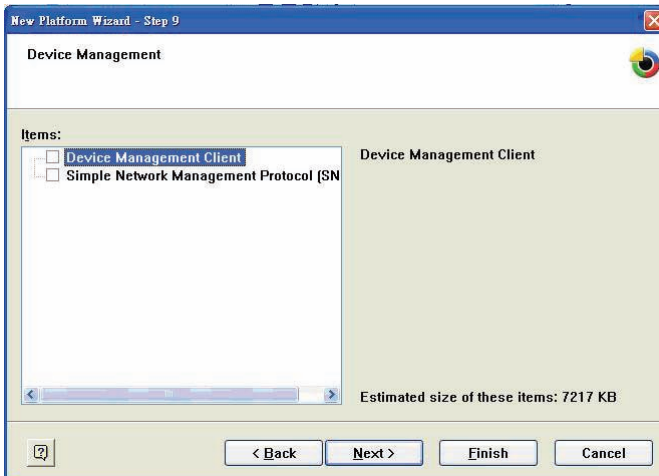 New Platform Wizard - Step 9
Device Management
Items:
Device Management Client
Simple Network Management Protocol (SN
Device Management Client
Estimated size of these items: 7217 KB
< Back
Next >
Finish
Cancel